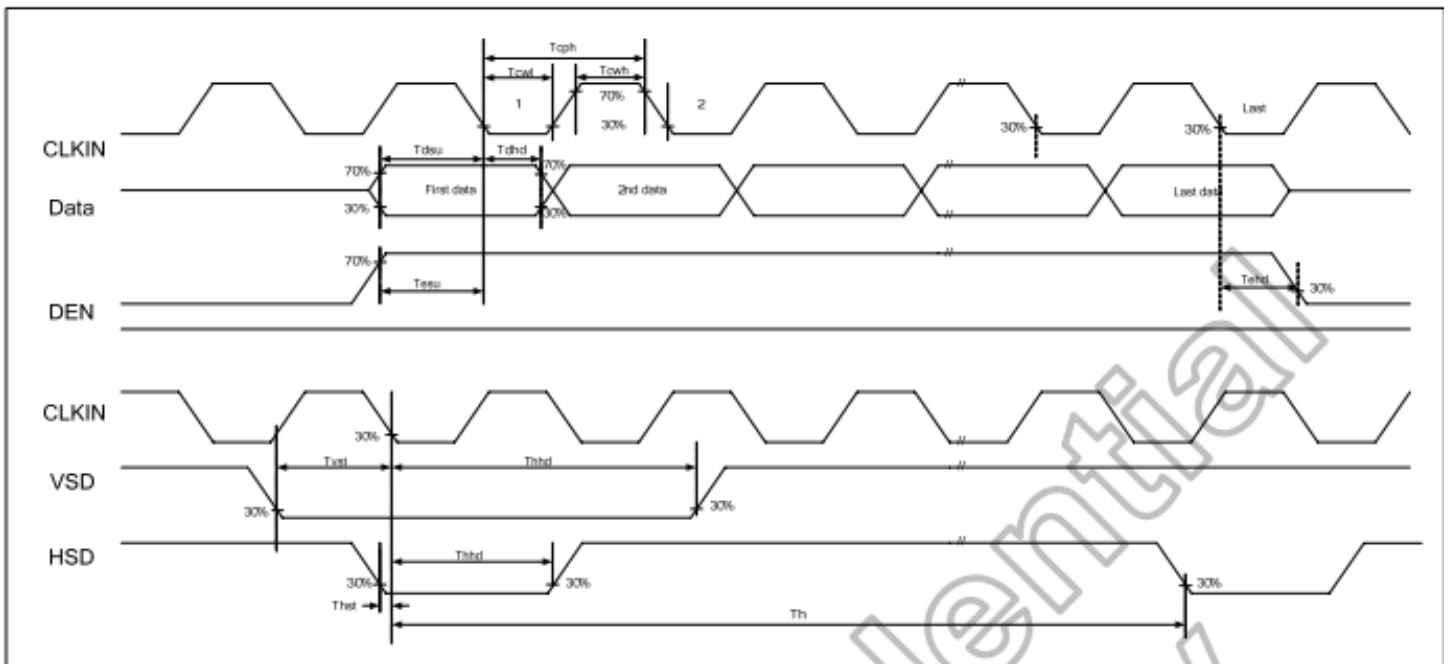 Tcph
Tcwl Tcwh
1 70% 2 Last
30% 30% 30%
CLKIN
Tdsu Tdhd
70% 70%
First data 2nd data Last data
Data
30% 30%
70%
Tesu Tehd
30%
DEN
CLKIN
30%
Tvst Thhd
VSD
30% 30%
HSD
Thhd
30% 30% 30%
Thst
Th